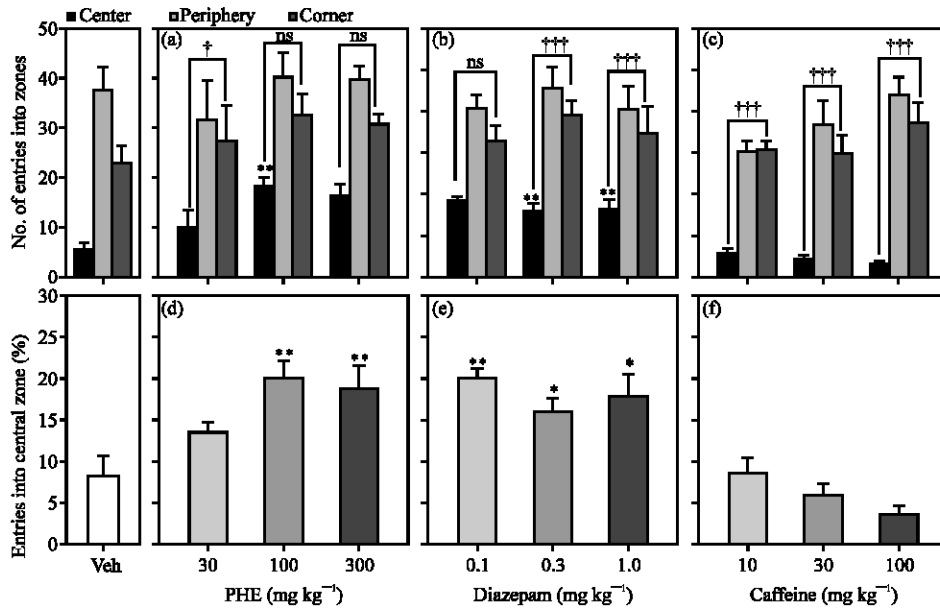 Center Periphery Corner
50
40
30
20
10
0
No. of entries into zones
(a)
†
ns
ns
**
(b)
ns
†††
†††
**
**
(c)
†††
†††
†††
30
25
20
15
10
5
0
Entries into central zone (%)
(d)
**
**
(e)
**
*
*
(f)
Veh
30 100 300
0.1 0.3 1.0
10 30 100
PHE (mg kg⁻¹)
Diazepam (mg kg⁻¹)
Caffeine (mg kg⁻¹)